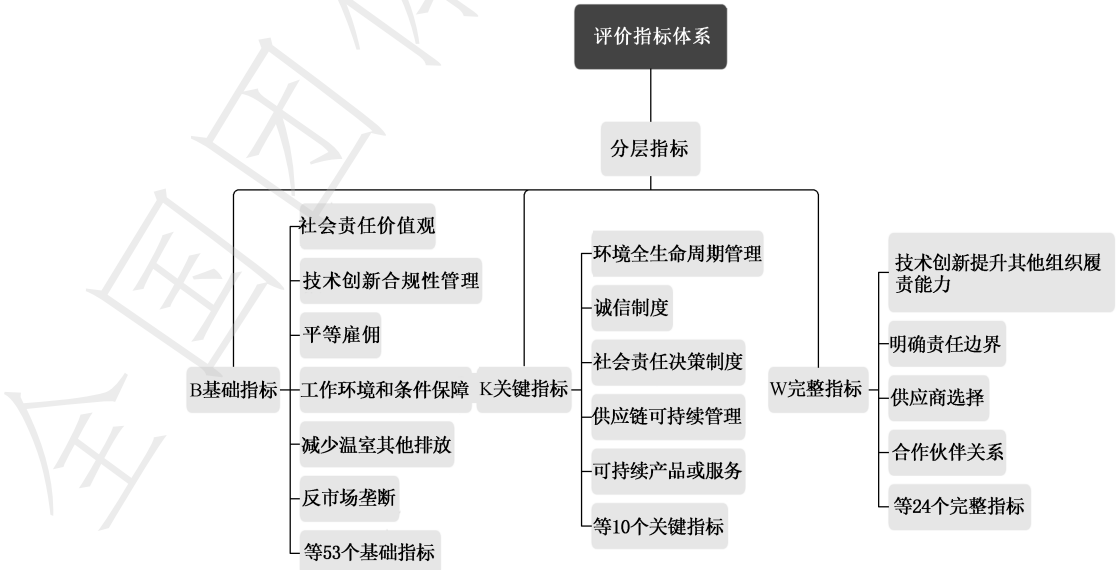 评价指标体系
分层指标
B基础指标
社会责任价值观
技术创新合规性管理
平等雇佣
工作环境和条件保障
减少温室其他排放
反市场垄断
等53个基础指标
K关键指标
环境全生命周期管理
诚信制度
社会责任决策制度
供应链可持续管理
可持续产品或服务
等10个关键指标
W完整指标
技术创新提升其他组织履
责能力
明确责任边界
供应商选择
合作伙伴关系
等24个完整指标
全国团体